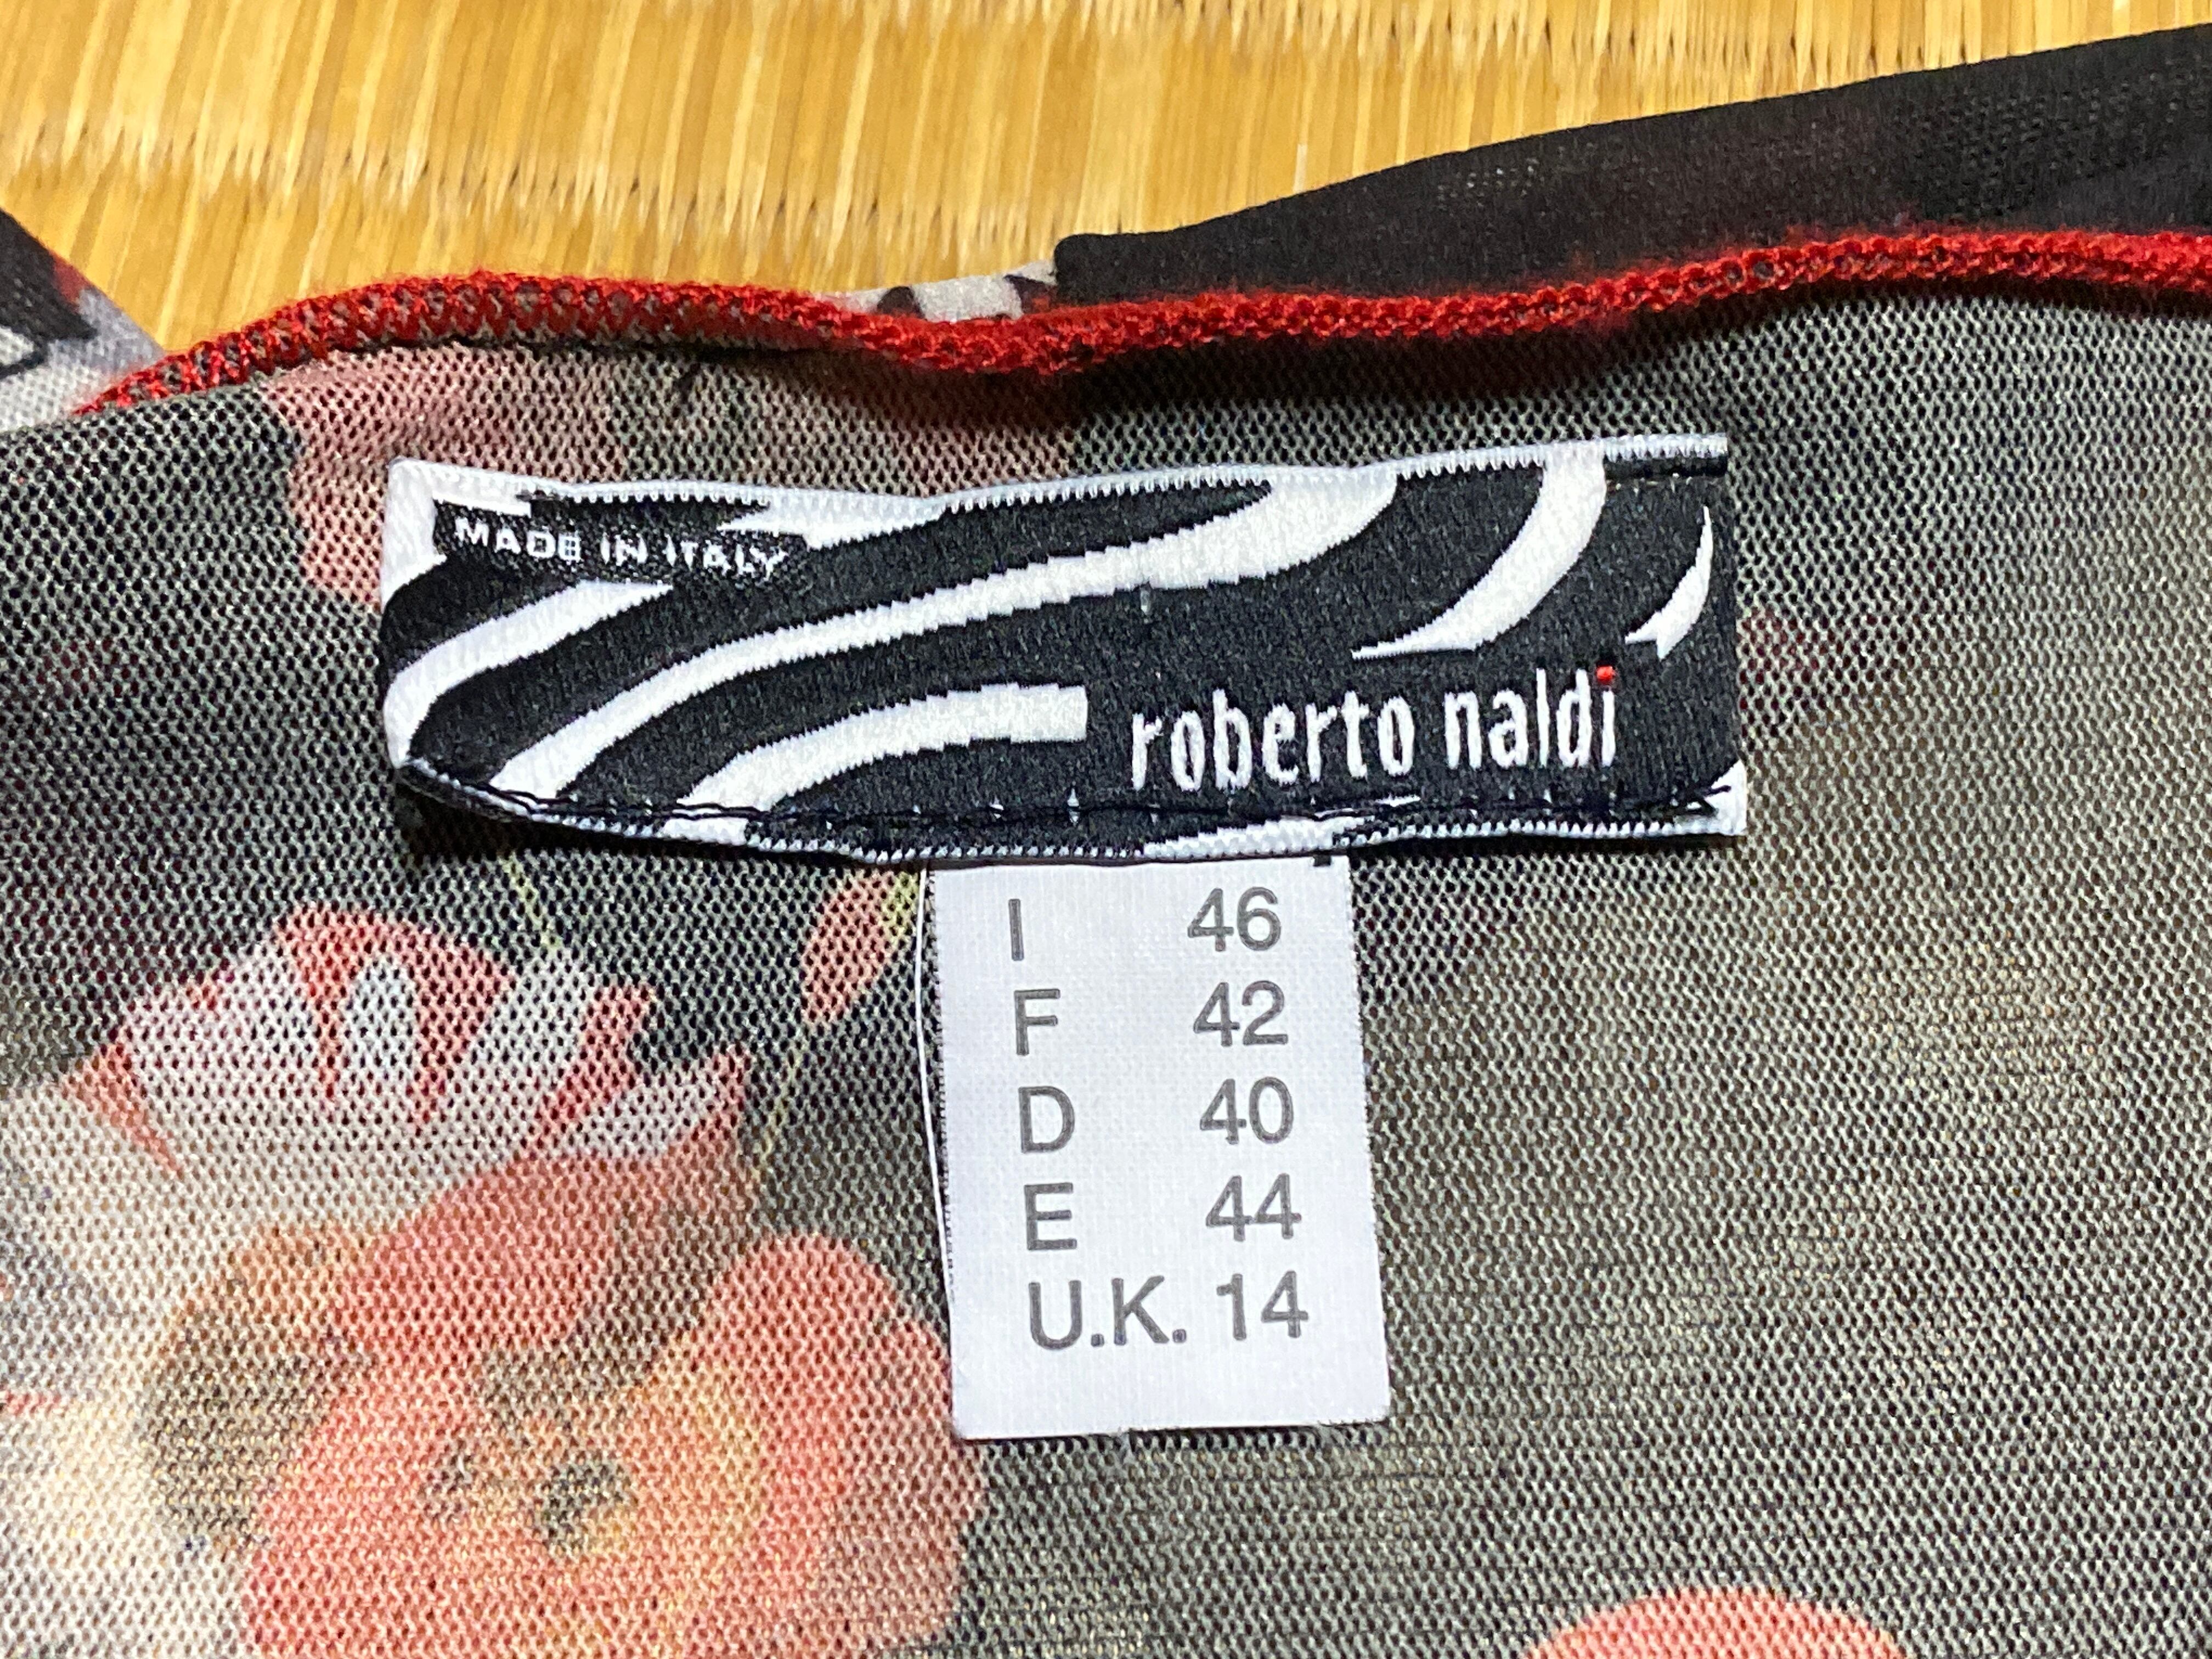 MADE IN ITALY
roberto naldi
I 46
F 42
D 40
E 44
U.K. 14